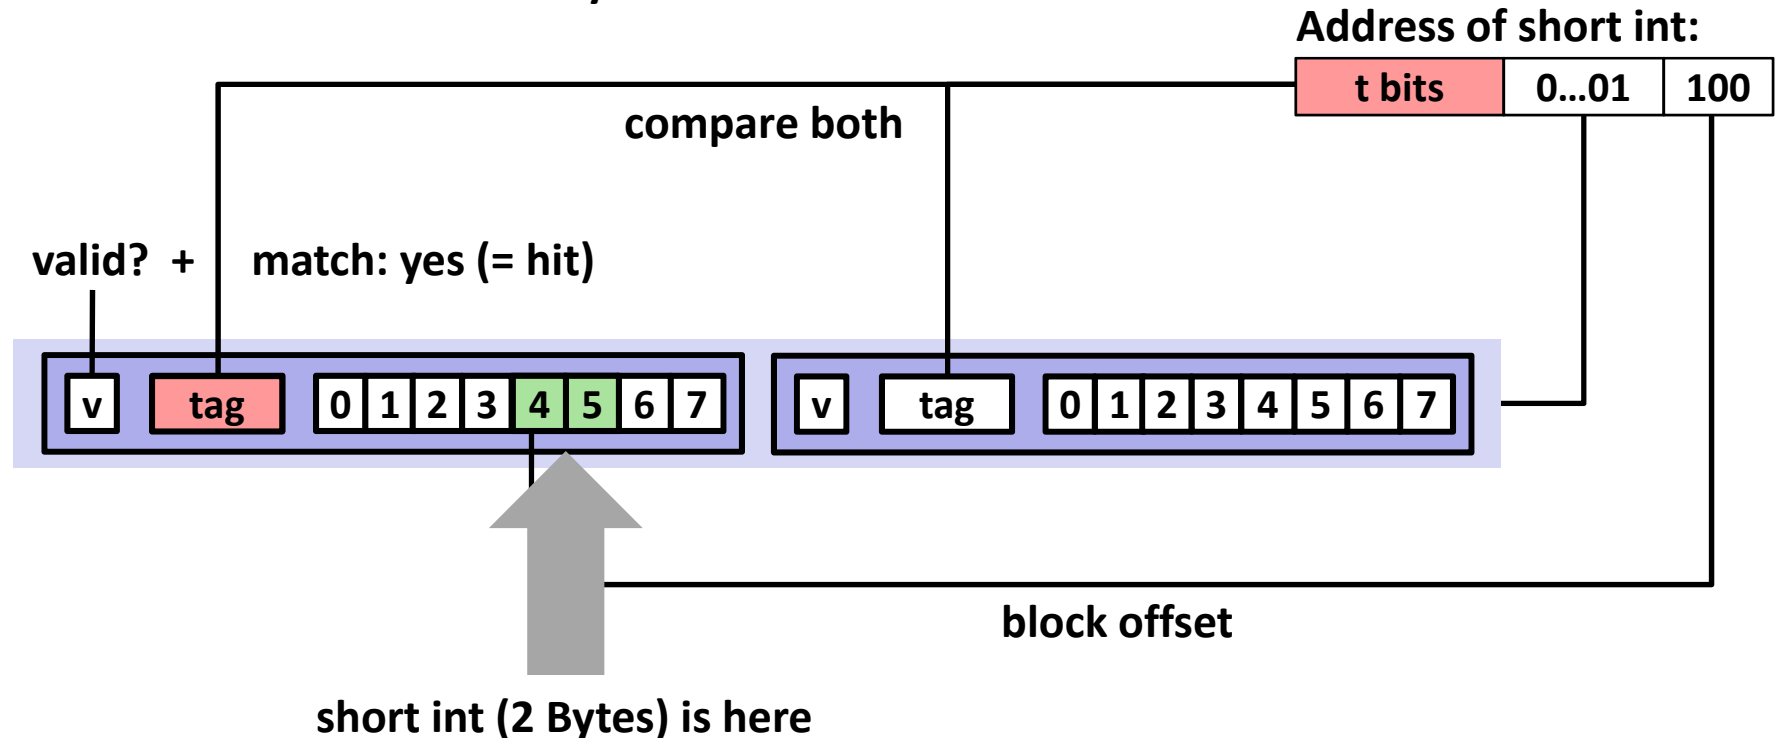 Address of short int:
t bits 0...01 100
compare both
valid? + match: yes (= hit)
v tag 0 1 2 3 4 5 6 7 v tag 0 1 2 3 4 5 6 7
block offset
short int (2 Bytes) is here